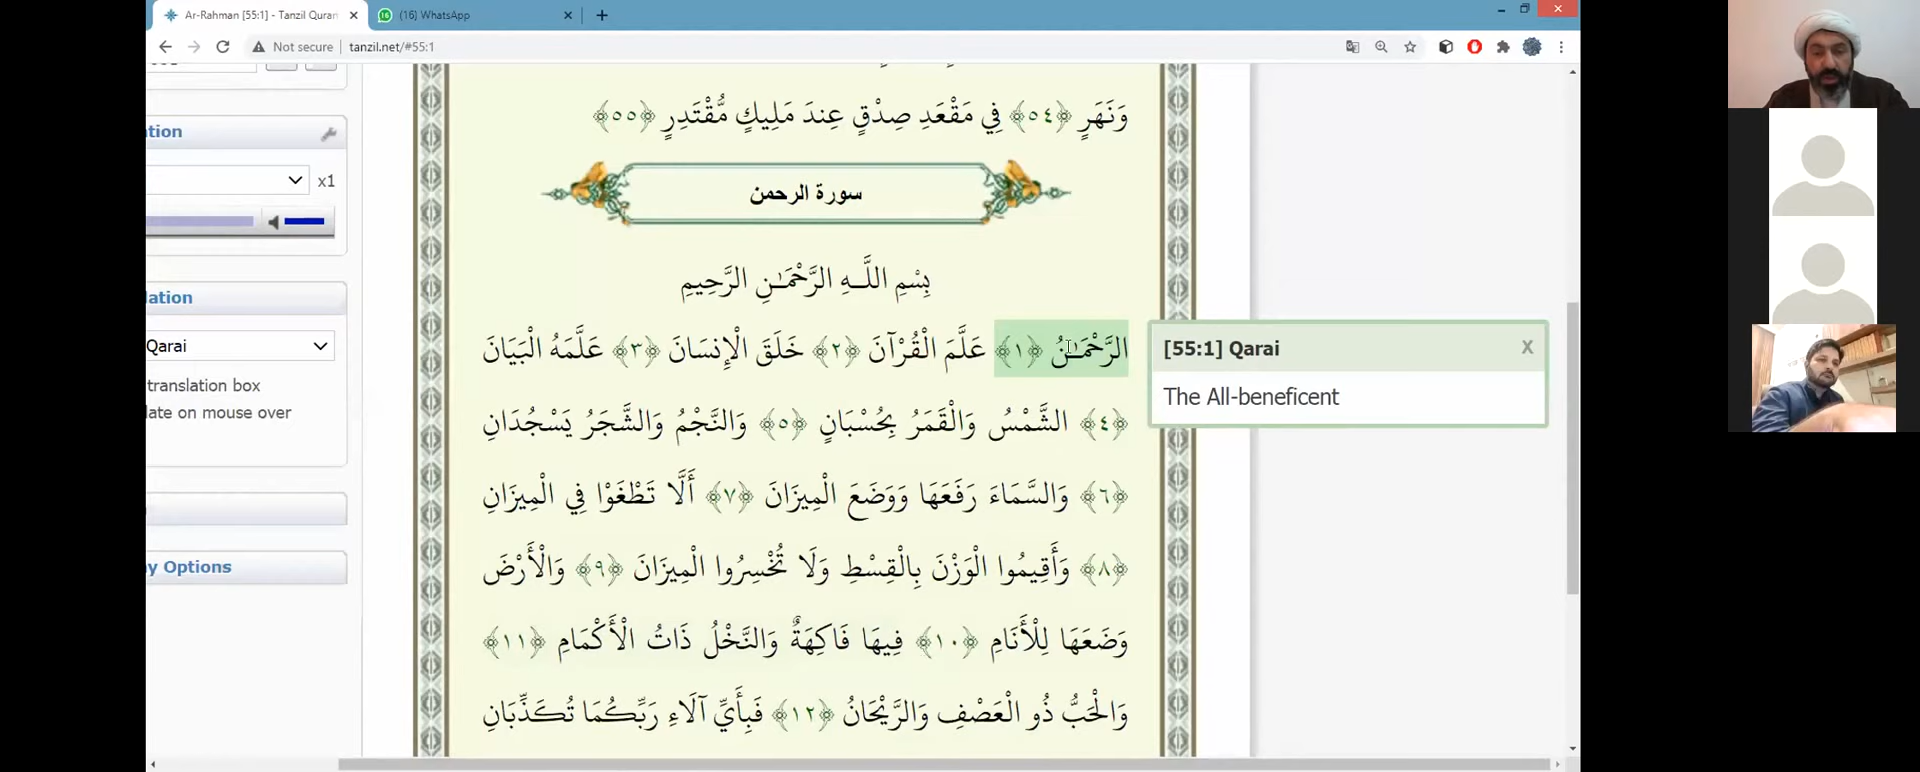 Ar-Rahman [55:1] - Tanzil Quran
(16) WhatsApp
Not secure
tanzil.net/#55:1
وَنَهَرٍ ﴿٥٤﴾ فِي مَقْعَدِ صِدْقٍ عِندَ مَلِيكٍ مُّقْتَدِرٍ ﴿٥٥﴾
سورة الرحمن
بِسْمِ اللَّـهِ الرَّحْمَـٰنِ الرَّحِيمِ
الرَّحْمَـٰنُ ﴿١﴾ عَلَّمَ الْقُرْآنَ ﴿٢﴾ خَلَقَ الْإِنسَانَ ﴿٣﴾ عَلَّمَهُ الْبَيَانَ
﴿٤﴾ الشَّمْسُ وَالْقَمَرُ بِحُسْبَانٍ ﴿٥﴾ وَالنَّجْمُ وَالشَّجَرُ يَسْجُدَانِ
﴿٦﴾ وَالسَّمَاءَ رَفَعَهَا وَوَضَعَ الْمِيزَانَ ﴿٧﴾ أَلَّا تَطْغَوْا فِي الْمِيزَانِ
﴿٨﴾ وَأَقِيمُوا الْوَزْنَ بِالْقِسْطِ وَلَا تُخْسِرُوا الْمِيزَانَ ﴿٩﴾ وَالْأَرْضَ
وَضَعَهَا لِلْأَنَامِ ﴿١٠﴾ فِيهَا فَاكِهَةٌ وَالنَّخْلُ ذَاتُ الْأَكْمَامِ ﴿١١﴾
وَالْحَبُّ ذُو الْعَصْفِ وَالرَّيْحَانُ ﴿١٢﴾ فَبِأَيِّ آلَاءِ رَبِّكُمَا تُكَذِّبَانِ
[55:1] Qarai
X
The All-beneficent
ation
x1
lation
Qarai
translation box
late on mouse over
y Options